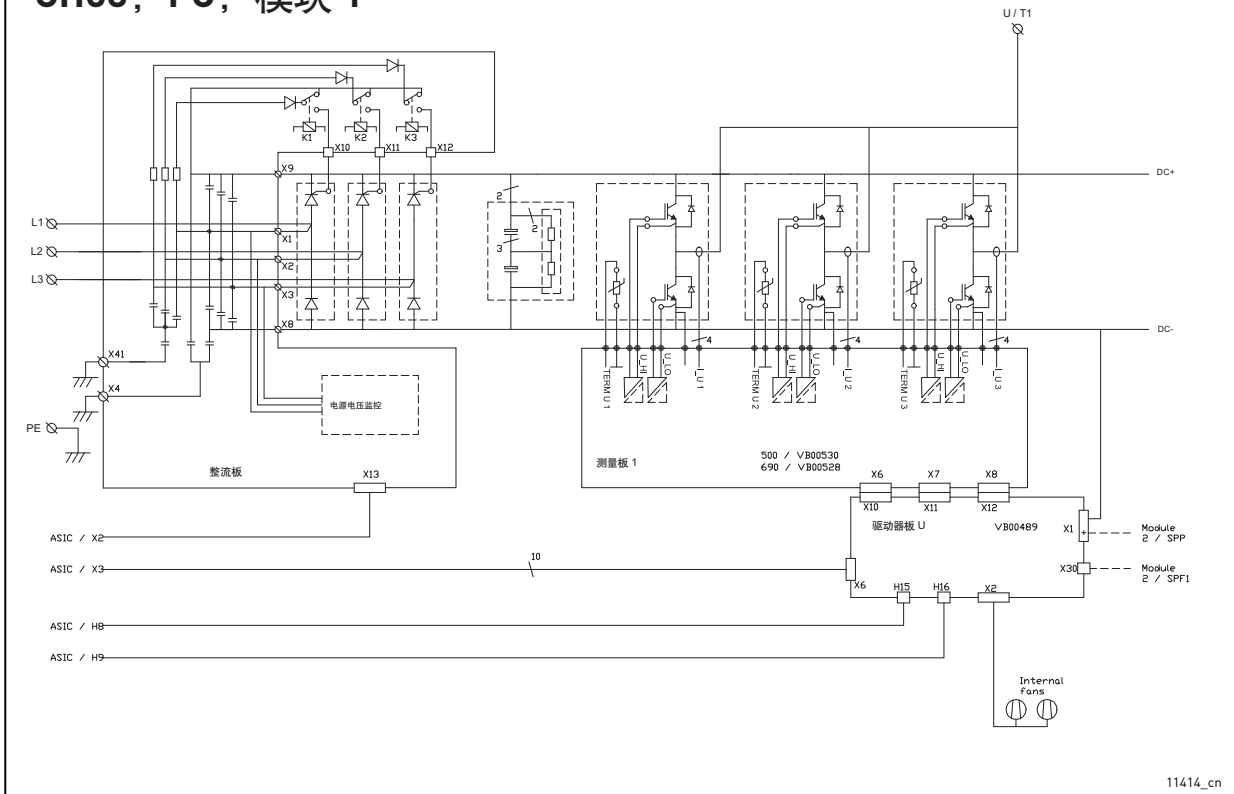 模块 1
U / T1
K1
K2
K3
X10
X11
X12
X9
DC+
2
L1
X1
2
3
L2
X2
L3
X3
X8
DC-
X41
4
4
4
TERM U 1
U_HI
U_LO
I_U 1
TERM U 2
U_HI
U_LO
I_U 2
TERM U 3
U_HI
U_LO
I_U 3
X4
电源电压监控
PE
整流板
X13
测量板 1
500 / VB00530
690 / VB00528
X6
X7
X8
X10
X11
X12
驱动器板 U
VB00489
X1
+
Module
2 / SPP
ASIC / X2
ASIC / X3
10
X6
H15
H16
X2
X30
Module
2 / SPF1
ASIC / H8
ASIC / H9
Internal
fans
11414_cn